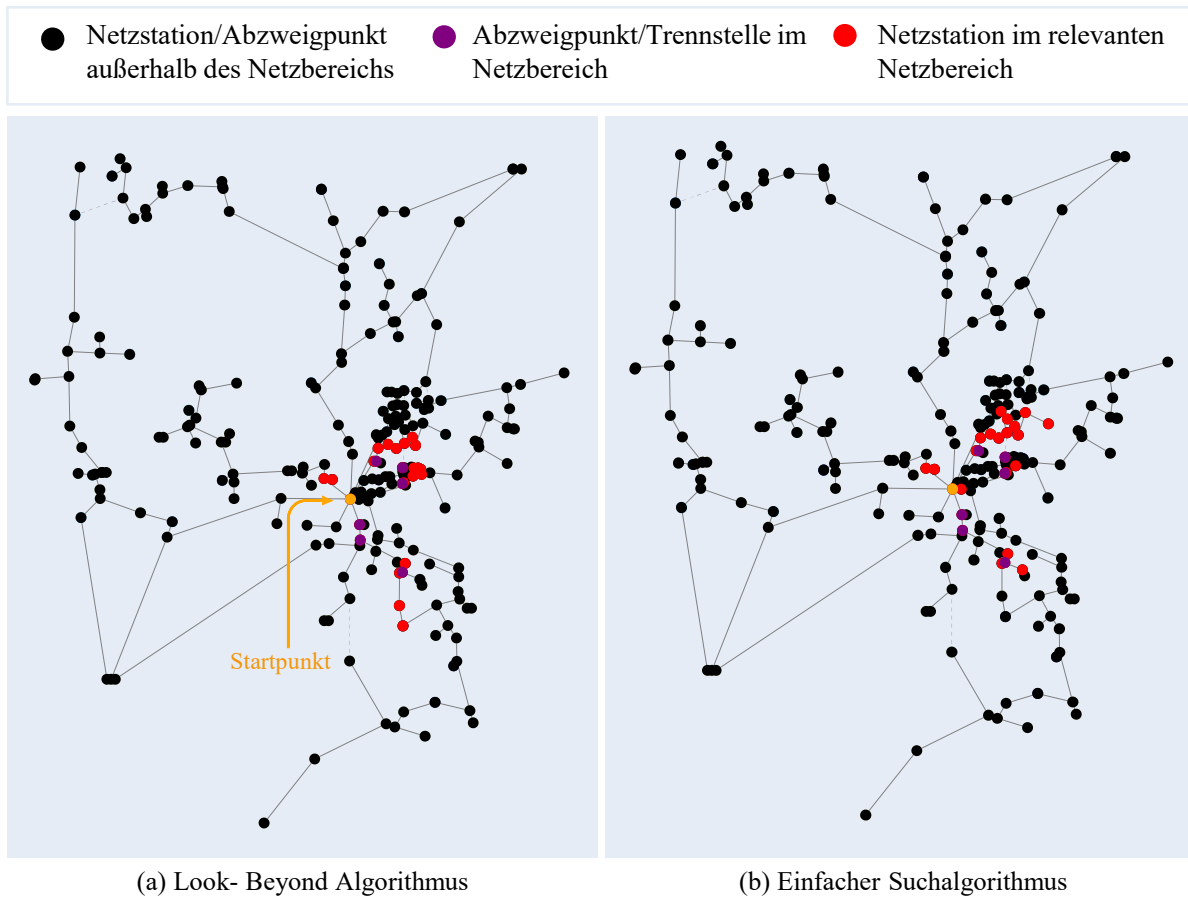 Netzstation/Abzweigpunkt
außerhalb des Netzbereichs
Abzweigpunkt/Trennstelle im
Netzbereich
Netzstation im relevanten
Netzbereich
Startpunkt
(a) Look- Beyond Algorithmus
(b) Einfacher Suchalgorithmus